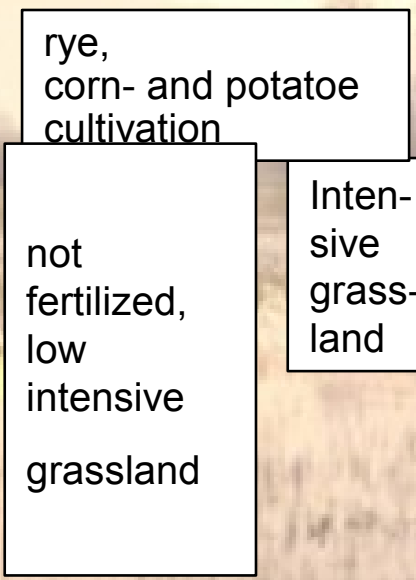 rye,
corn- and potatoe
cultivation
not
fertilized,
low
intensive
grassland
Inten-
sive
grass-
land